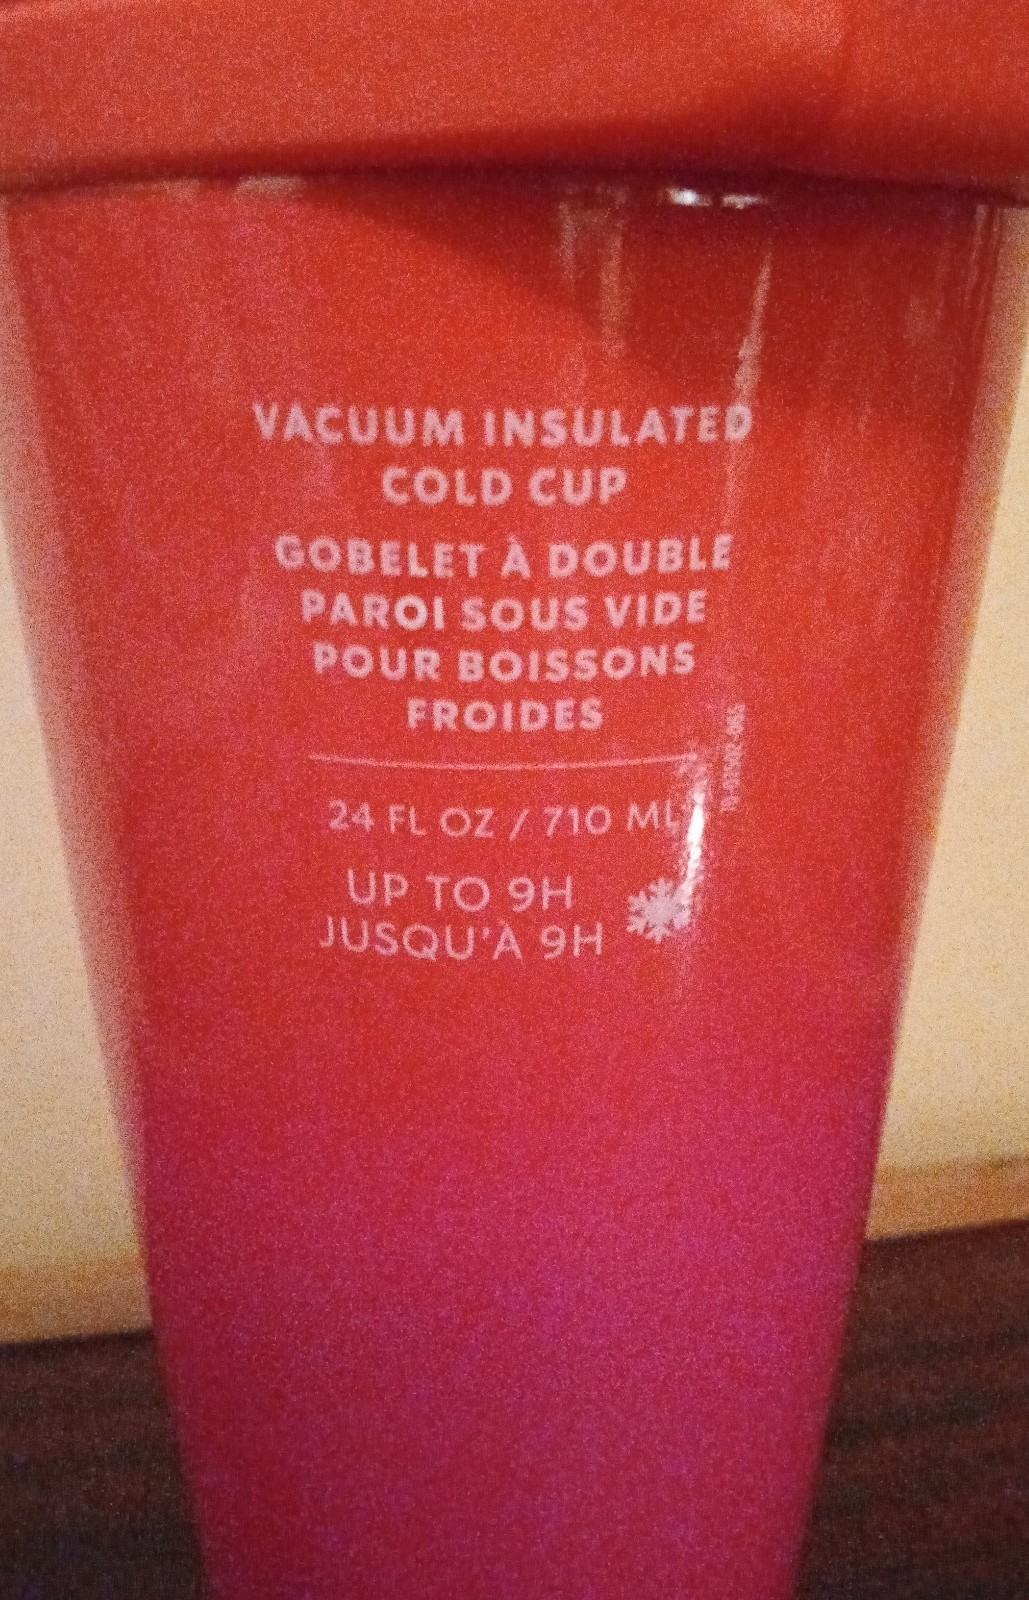 VACUUM INSULATED
COLD CUP
GOBELET À DOUBLE
PAROI SOUS VIDE
POUR BOISSONS
FROIDES
24 FL OZ / 710 ML
UP TO 9H
JUSQU'À 9H